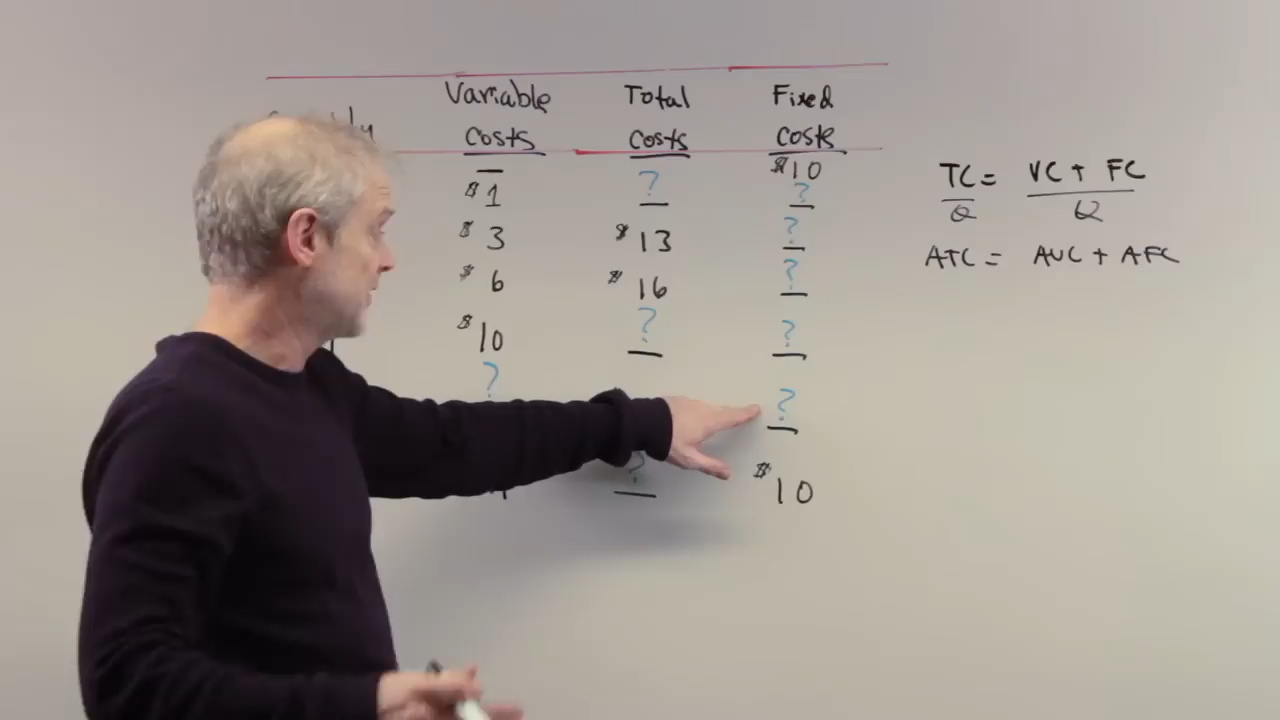 Variable Total Fixed
costs costs costs
$10
$1 ? ?
$3 $13 ?
$6 $16 ?
$10 ? ?
? ?
? $10
TC = VC + FC
Q Q
ATC = AVC + AFC